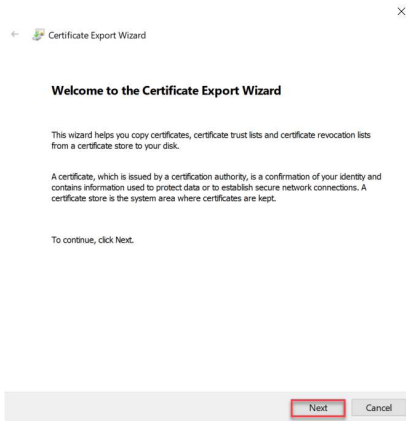 Certificate Export Wizard
Welcome to the Certificate Export Wizard
This wizard helps you copy certificates, certificate trust lists and certificate revocation lists
from a certificate store to your disk.
A certificate, which is issued by a certification authority, is a confirmation of your identity and
contains information used to protect data or to establish secure network connections. A
certificate store is the system area where certificates are kept.
To continue, click Next.
Next Cancel